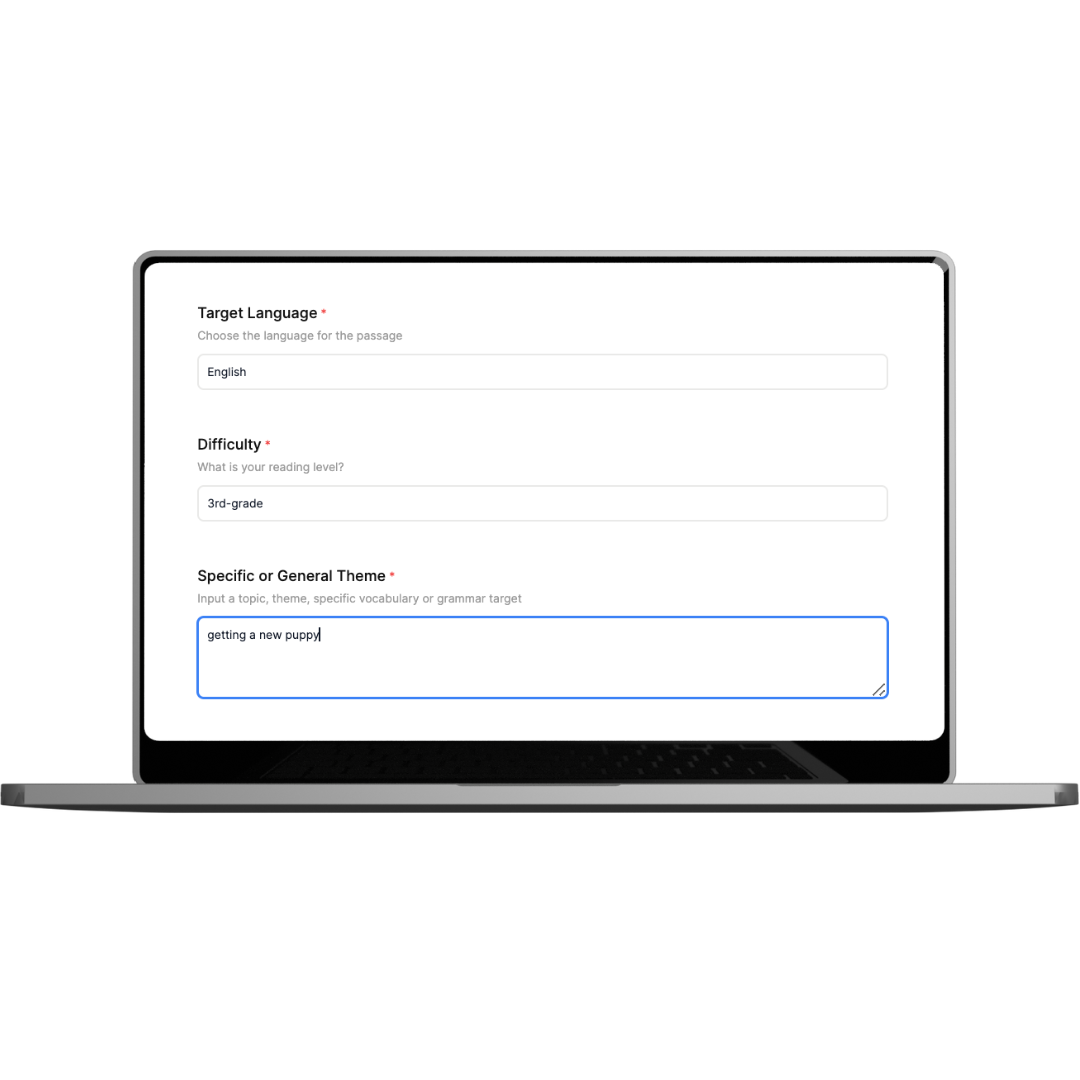 Target Language *
Choose the language for the passage
English
Difficulty *
What is your reading level?
3rd-grade
Specific or General Theme *
Input a topic, theme, specific vocabulary or grammar target
getting a new puppy